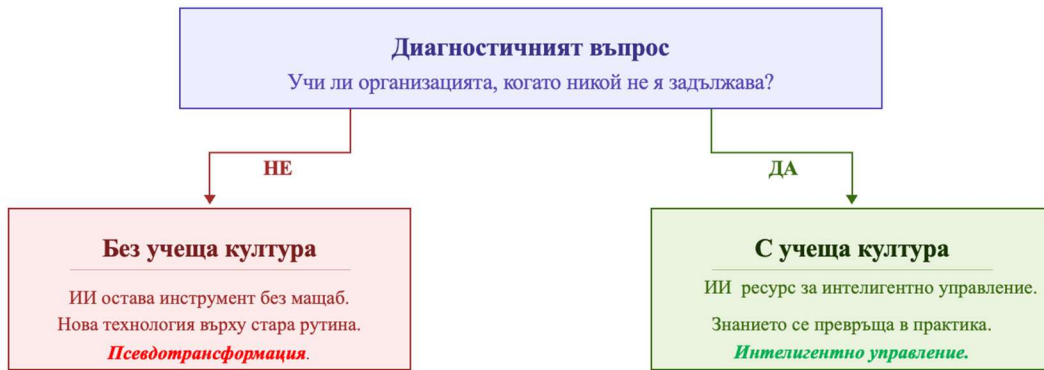 Диагностичният въпрос
Учи ли организацията, когато никой не я задължава?
НЕ
ДА
Без учеща култура
ИИ остава инструмент без мащаб.
Нова технология върху стара рутина.
Псевдотрансформация.
С учеща култура
ИИ ресурс за интелигентно управление.
Знанието се превръща в практика.
Интелигентно управление.